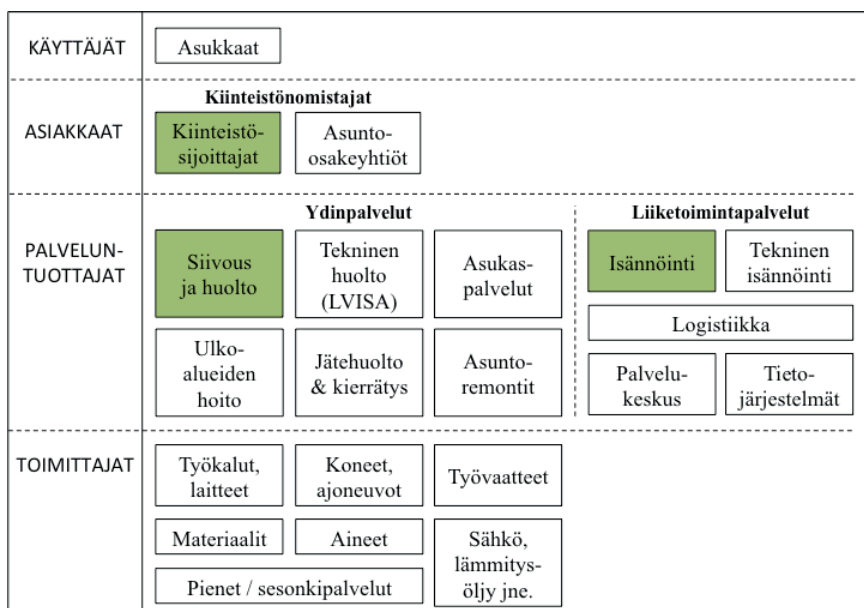 KÄYTTÄJÄT
Asukkaat
ASIAKKAAT
Kiinteistönomistajat
Kiinteistö-
sijoittajat
Asunto-
osakeyhtiöt
PALVELUN-
TUOTTAJAT
Ydinpalvelut
Siivous
ja huolto
Tekninen
huolto
(LVISA)
Asukas-
palvelut
Ulko-
alueiden
hoito
Jätehuolto
& kierrätys
Asunto-
remontit
Liiketoimintapalvelut
Isännöinti
Tekninen
isännöinti
Logistiikka
Palvelu-
keskus
Tieto-
järjestelmät
TOIMITTAJAT
Työkalut,
laitteet
Koneet,
ajoneuvot
Työvaatteet
Materiaalit
Aineet
Sähkö,
lämmitys-
öljy jne.
Pienet / sesonkipalvelut